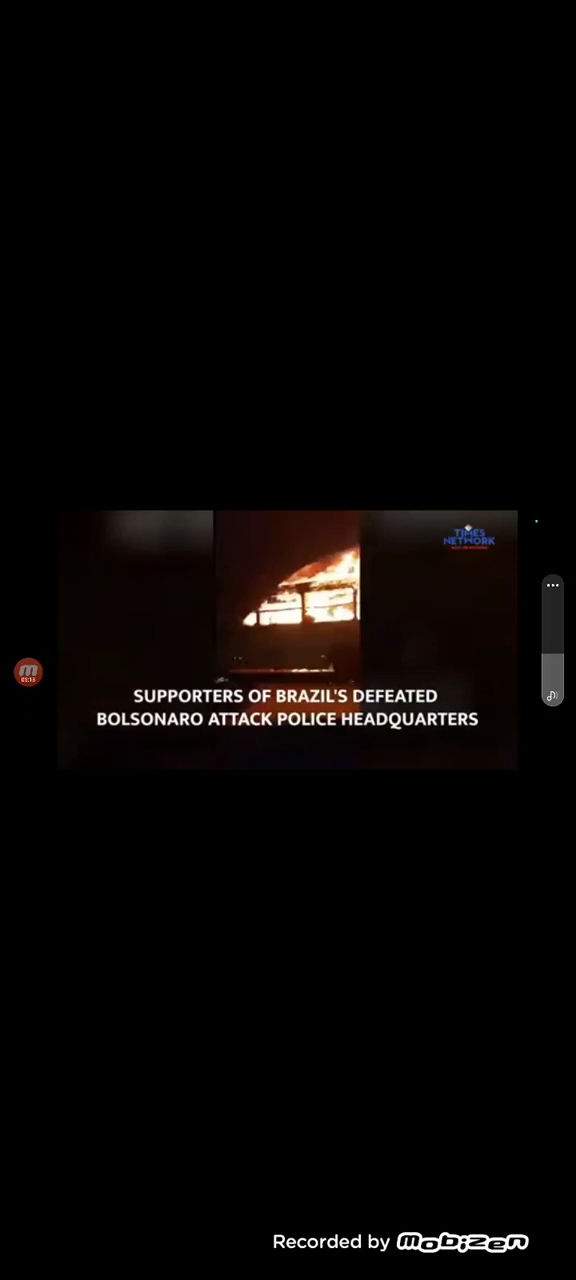 TIMES
NETWORK
SUPPORTERS OF BRAZIL'S DEFEATED
BOLSONARO ATTACK POLICE HEADQUARTERS
Recorded by mobizen